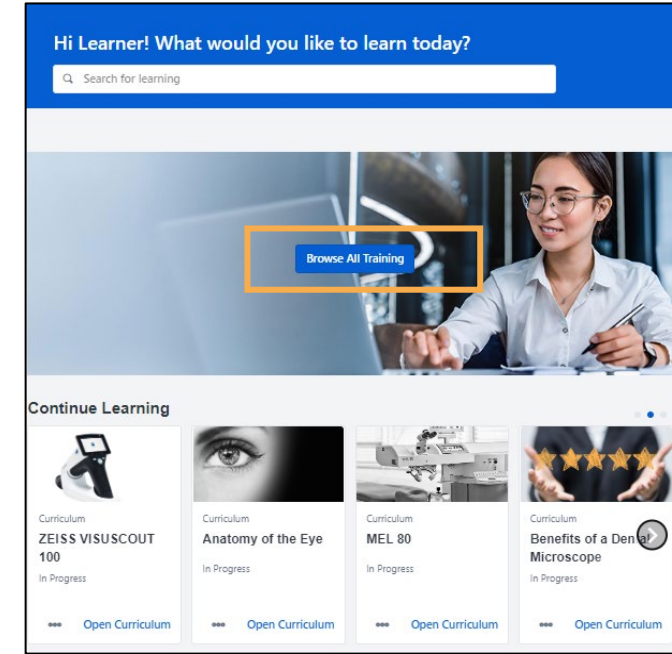 Hi Learner! What would you like to learn today?
Search for learning
Browse All Training
Continue Learning
Curriculum
ZEISS VISUSCOUT
100
In Progress
Open Curriculum
Curriculum
Anatomy of the Eye
In Progress
Open Curriculum
Curriculum
MEL 80
In Progress
Open Curriculum
Curriculum
Benefits of a Dental
Microscope
In Progress
Open Curriculum